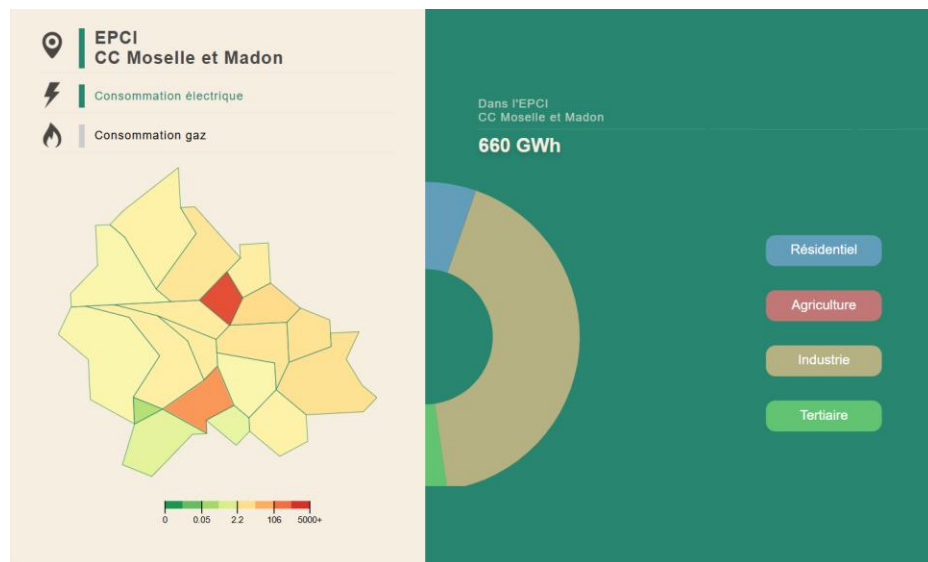 EPCI
CC Moselle et Madon
Consommation électrique
Consommation gaz
0 0.05 2.2 106 5000+
Dans l'EPCI
CC Moselle et Madon
660 GWh
Résidentiel
Agriculture
Industrie
Tertiaire